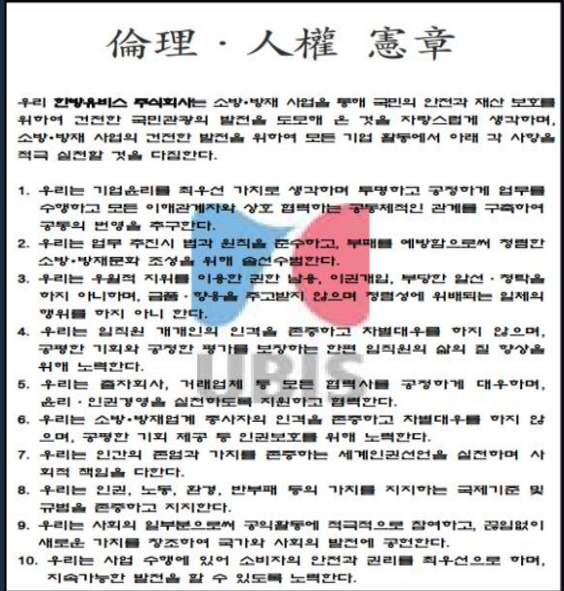 倫理 · 人權 憲章
우리 한방유비스 주식회사는 소방•방재 사업을 통해 국민의 안전과 재산 보호를
위하여 건전한 국민관광의 발전을 도모해 온 것을 자랑스럽게 생각하며,
소방•방재 사업의 건전한 발전을 위하여 모든 기업 활동에서 아래 각 사항을
적극 실천할 것을 다짐한다.
1. 우리는 기업윤리를 최우선 가치로 생각하며 투명하고 공정하게 업무를
수행하고 모든 이해관계자와 상호 협력하는 공동체적인 관계를 구축하여
공동의 번영을 추구한다.
2. 우리는 업무 추진시 법과 원칙을 준수하고, 부패를 예방함으로써 청렴한
소방•방재문화 조성을 위해 솔선수범한다.
3. 우리는 우월적 지위를 이용한 권한 남용, 이권개입, 부당한 알선 · 청탁을
하지 아니하며, 금품 · 향응을 주고받지 않으며 청렴성에 위배되는 일체의
행위를 하지 아니 한다.
4. 우리는 임직원 개개인의 인격을 존중하고 차별대우를 하지 않으며,
공평한 기회와 공정한 평가를 보장하는 한편 임직원의 삶의 질 향상을
위해 노력한다.
5. 우리는 출자회사, 거래업체 등 모든 협력사를 공정하게 대우하며,
윤리 · 인권경영을 실천하도록 지원하고 협력한다.
6. 우리는 소방•방재업계 종사자의 인격을 존중하고 차별대우를 하지 않
으며, 공평한 기회 제공 등 인권보호를 위해 노력한다.
7. 우리는 인간의 존엄과 가치를 존중하는 세계인권선언을 실천하며 사
회적 책임을 다한다.
8. 우리는 인권, 노동, 환경, 반부패 등의 가치를 지지하는 국제기준 및
규범을 존중하고 지지한다.
9. 우리는 사회의 일부분으로써 공익활동에 적극적으로 참여하고, 끊임없이
새로운 가치를 창조하여 국가와 사회의 발전에 공헌한다.
10. 우리는 사업 수행에 있어 소비자의 안전과 권리를 최우선으로 하며,
지속가능한 발전을 할 수 있도록 노력한다.
UBIS